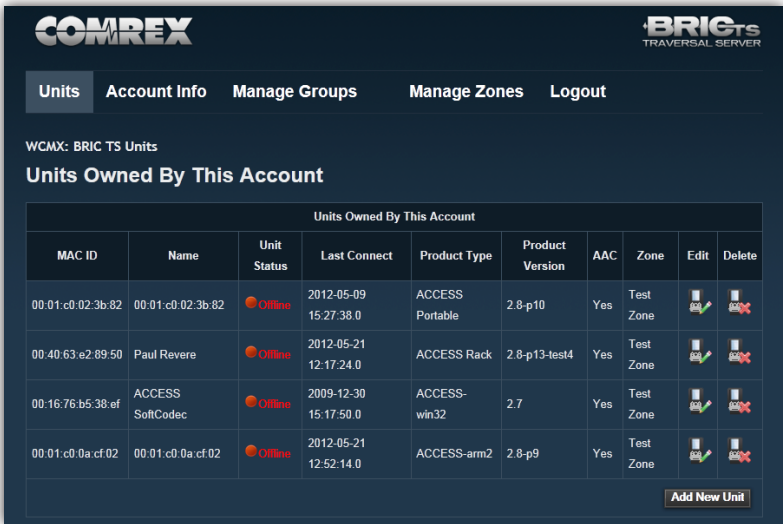 COMREX
BRIC TS
TRAVERSAL SERVER
Units Account Info Manage Groups Manage Zones Logout
WCMX: BRIC TS Units
Units Owned By This Account
Units Owned By This Account
MAC ID Name Unit Status Last Connect Product Type Product Version AAC Zone Edit Delete
00:01:c0:02:3b:82 00:01:c0:02:3b:82 Offline 2012-05-09 15:27:38.0 ACCESS Portable 2.8-p10 Yes Test Zone
00:40:63:e2:89:50 Paul Revere Offline 2012-05-21 12:17:24.0 ACCESS Rack 2.8-p13-test4 Yes Test Zone
00:16:76:b5:38:ef ACCESS SoftCodec Offline 2009-12-30 15:17:50.0 ACCESS-win32 2.7 Yes Test Zone
00:01:c0:0a:cf:02 00:01:c0:0a:cf:02 Offline 2012-05-21 12:52:14.0 ACCESS-arm2 2.8-p9 Yes Test Zone
Add New Unit